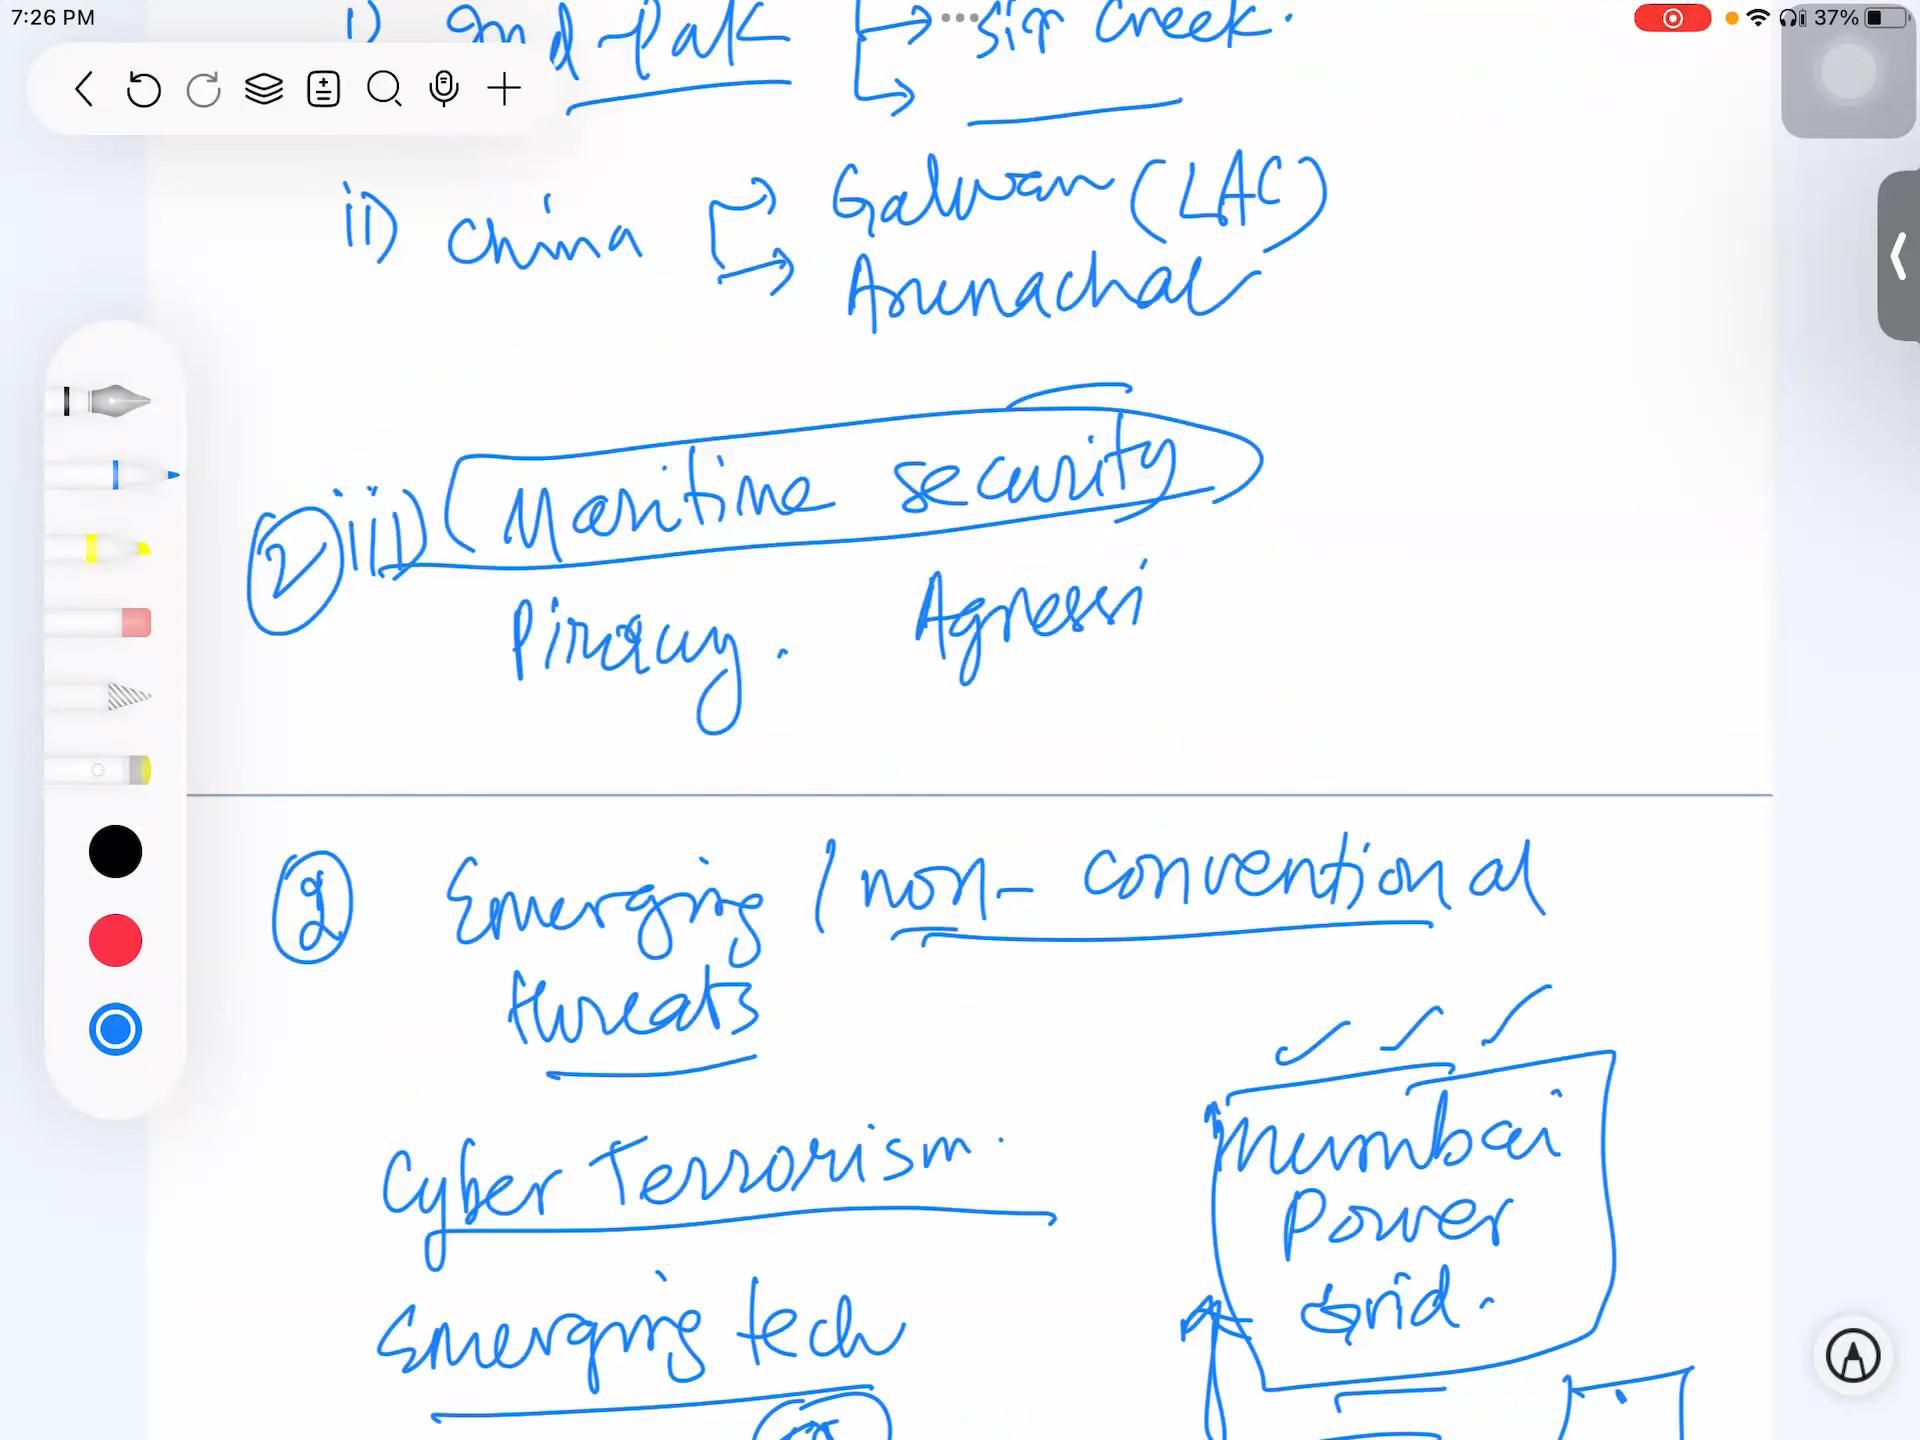 7:26 PM
37%
i) Ind-Pak → Sir Creek.
ii) China → Galwan (LAC)
→ Arunachal
2 iii) Maritime security
Piracy. Agressi
2 Emerging / non-conventional
threats
Cyber Terrorism.
Mumbai
Power
Grid.
Emerging tech